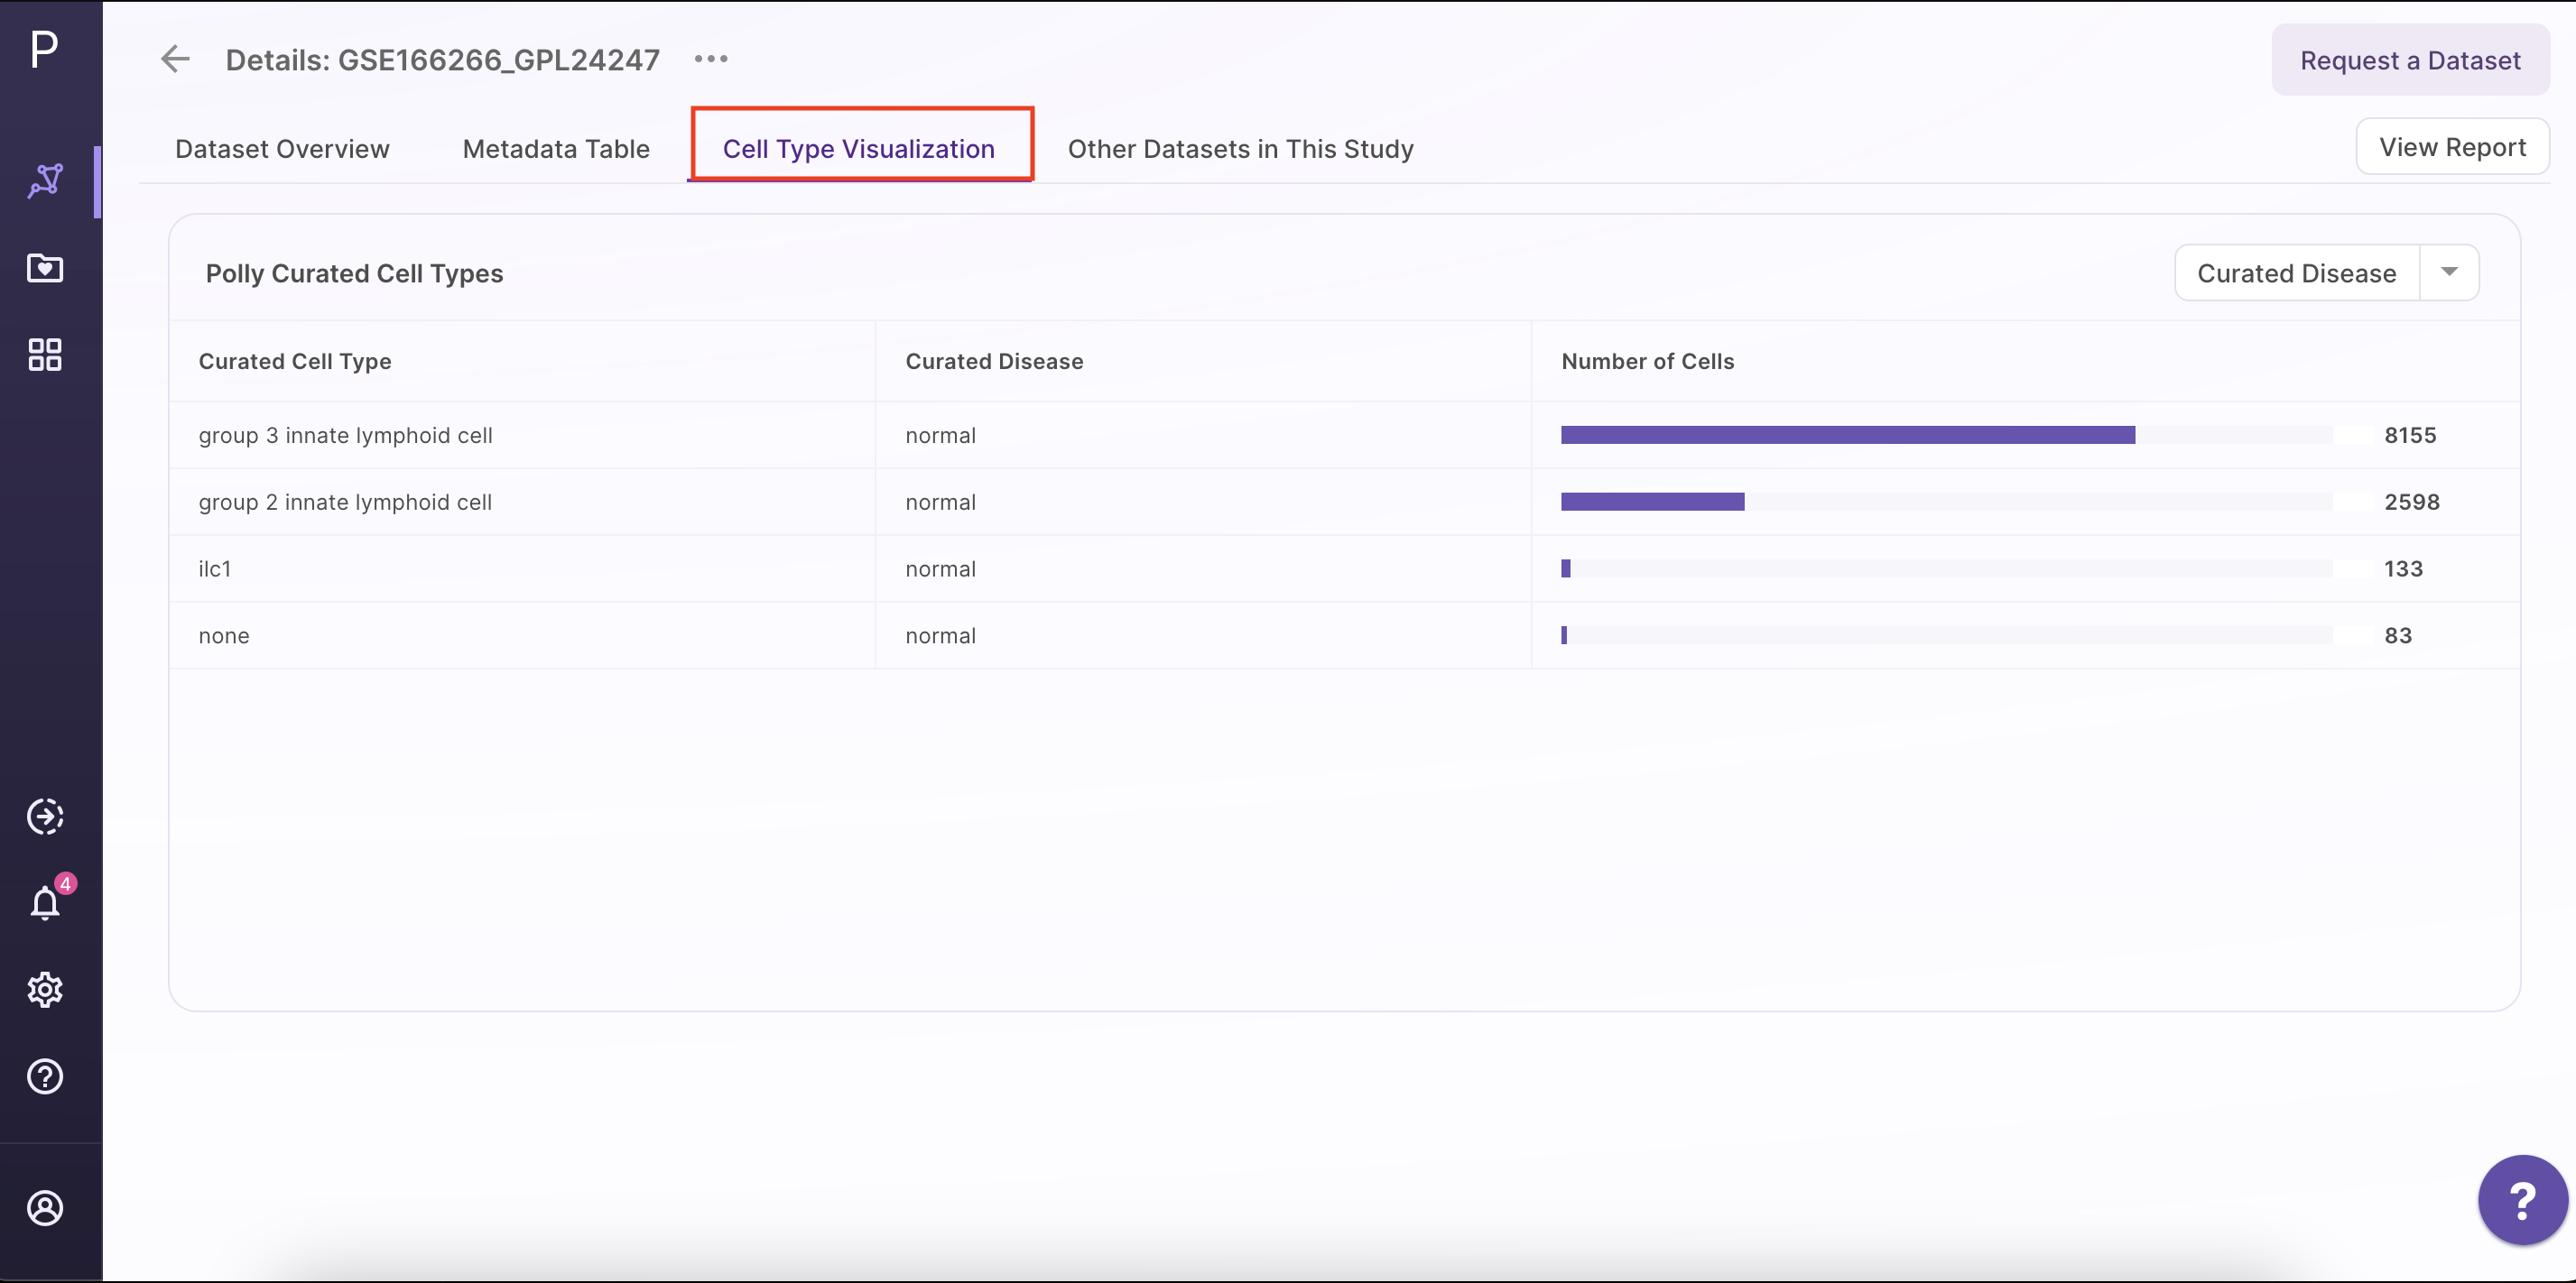 P
Details: GSE166266_GPL24247
Request a Dataset
Dataset Overview Metadata Table Cell Type Visualization Other Datasets in This Study View Report
Polly Curated Cell Types Curated Disease
Curated Cell Type Curated Disease Number of Cells
group 3 innate lymphoid cell normal 8155
group 2 innate lymphoid cell normal 2598
ilc1 normal 133
none normal 83
4
?
?